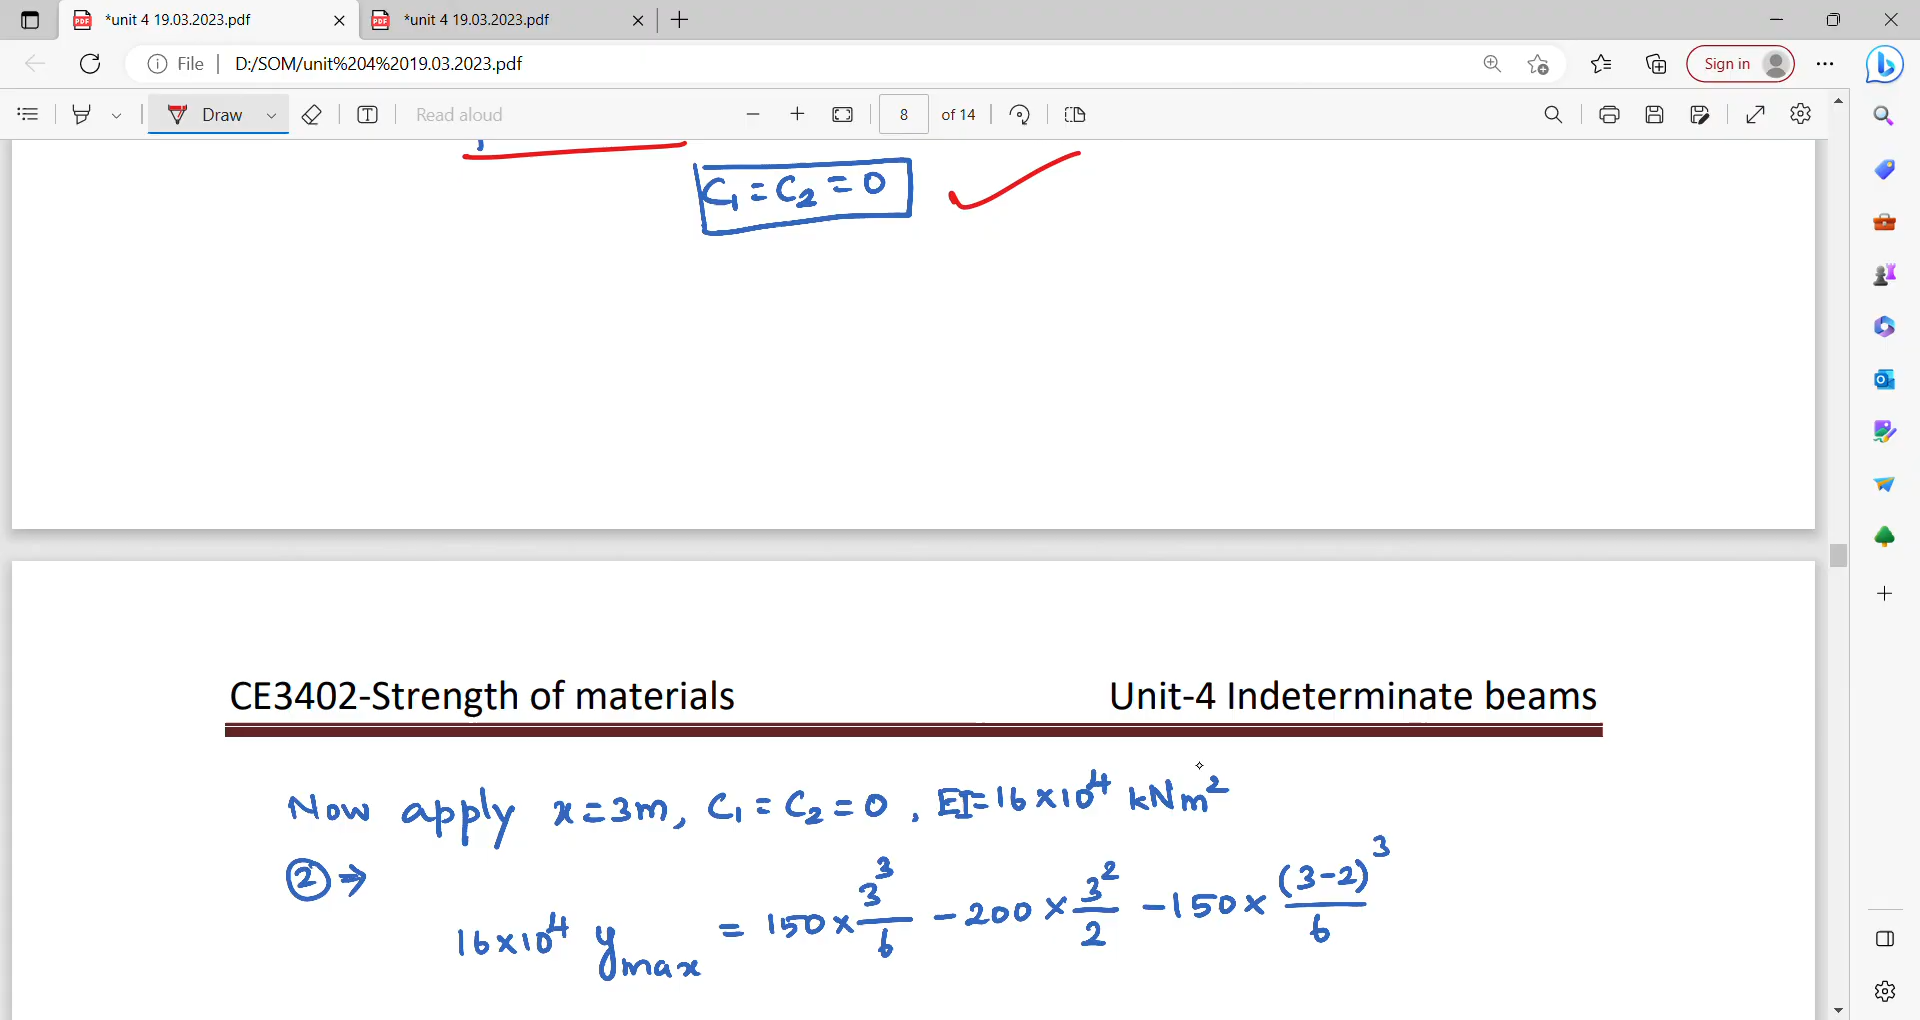 *unit 4 19.03.2023.pdf
*unit 4 19.03.2023.pdf
File
D:/SOM/unit%204%2019.03.2023.pdf
Sign in
Draw
Read aloud
8 of 14
C₁ = C₂ = 0
CE3402-Strength of materials
Unit-4 Indeterminate beams
Now apply x = 3m, C₁ = C₂ = 0, EI = 16 × 10⁴ kNm²
② ⇒
16×10⁴ y_max = 150 × 3³/6 - 200 × 3²/2 - 150 × (3-2)³/6